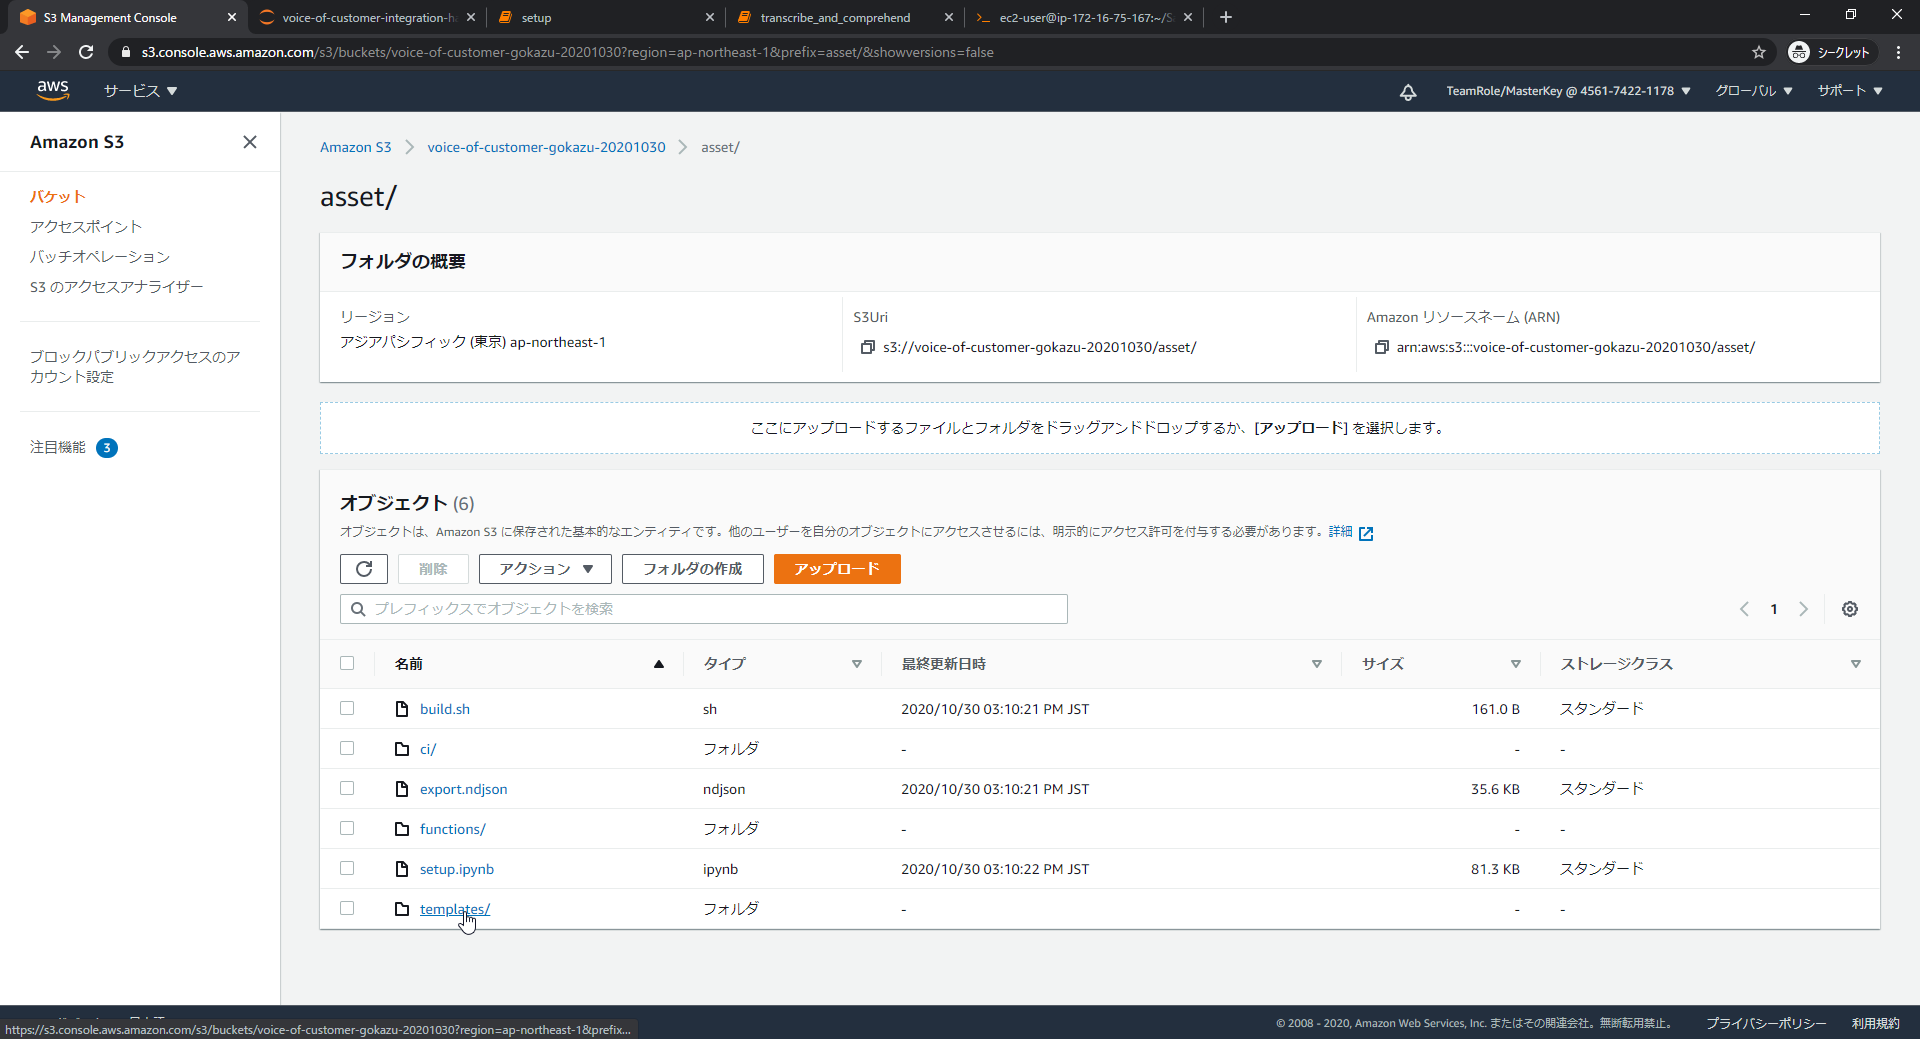 S3 Management Console
voice-of-customer-integration-h
setup
transcribe_and_comprehend
ec2-user@ip-172-16-75-167:~/S
s3.console.aws.amazon.com/s3/buckets/voice-of-customer-gokazu-20201030?region=ap-northeast-1&prefix=asset/&showversions=false
シークレット
aws
サービス
TeamRole/MasterKey @ 4561-7422-1178
グローバル
サポート
Amazon S3
バケット
アクセスポイント
バッチオペレーション
S3 のアクセスアナライザー
ブロックパブリックアクセスのア
カウント設定
注目機能 3
Amazon S3
voice-of-customer-gokazu-20201030
asset/
asset/
フォルダの概要
リージョン
アジアパシフィック (東京) ap-northeast-1
S3Uri
s3://voice-of-customer-gokazu-20201030/asset/
Amazon リソースネーム (ARN)
arn:aws:s3:::voice-of-customer-gokazu-20201030/asset/
ここにアップロードするファイルとフォルダをドラッグアンドドロップするか、[アップロード] を選択します。
オブジェクト (6)
オブジェクトは、Amazon S3 に保存された基本的なエンティティです。他のユーザーを自分のオブジェクトにアクセスさせるには、明示的にアクセス許可を付与する必要があります。詳細
削除
アクション
フォルダの作成
アップロード
プレフィックスでオブジェクトを検索
1
名前 タイプ 最終更新日時 サイズ ストレージクラス
build.sh sh 2020/10/30 03:10:21 PM JST 161.0 B スタンダード
ci/ フォルダ - - -
export.ndjson ndjson 2020/10/30 03:10:21 PM JST 35.6 KB スタンダード
functions/ フォルダ - - -
setup.ipynb ipynb 2020/10/30 03:10:22 PM JST 81.3 KB スタンダード
templates/ フォルダ - - -
https://s3.console.aws.amazon.com/s3/buckets/voice-of-customer-gokazu-20201030?region=ap-northeast-1&prefix...
© 2008 - 2020, Amazon Web Services, Inc. またはその関連会社。無断転用禁止。
プライバシーポリシー
利用規約